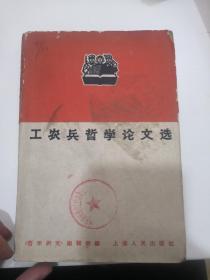 工农兵哲学论文选
《哲学研究》编辑部编 上海人民出版社